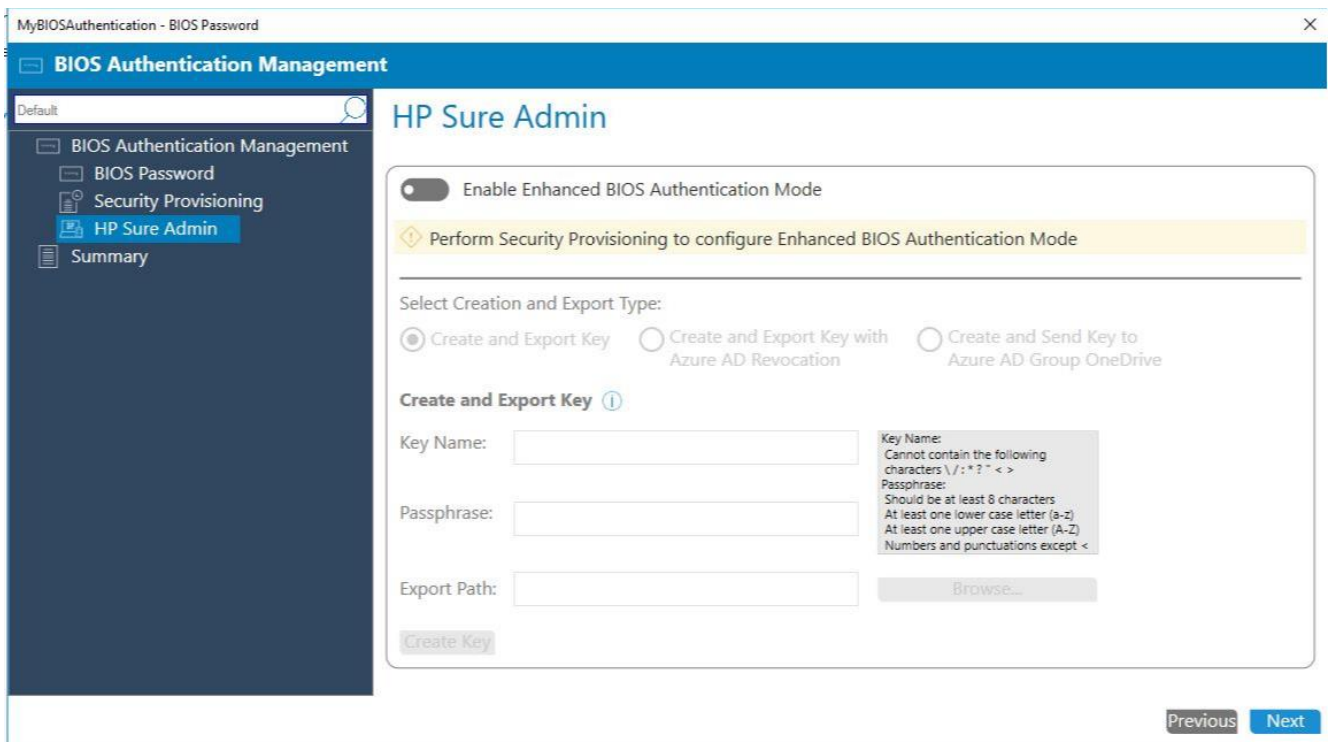 MyBIOSAuthentication - BIOS Password
BIOS Authentication Management
Default
BIOS Authentication Management
BIOS Password
Security Provisioning
HP Sure Admin
Summary
HP Sure Admin
Enable Enhanced BIOS Authentication Mode
Perform Security Provisioning to configure Enhanced BIOS Authentication Mode
Select Creation and Export Type:
Create and Export Key
Create and Export Key with
Azure AD Revocation
Create and Send Key to
Azure AD Group OneDrive
Create and Export Key
Key Name:
Key Name:
Cannot contain the following
characters \ / : * ? " < >
Passphrase:
Should be at least 8 characters
At least one lower case letter (a-z)
At least one upper case letter (A-Z)
Numbers and punctuations except <
Passphrase:
Export Path:
Browse...
Create Key
Previous
Next